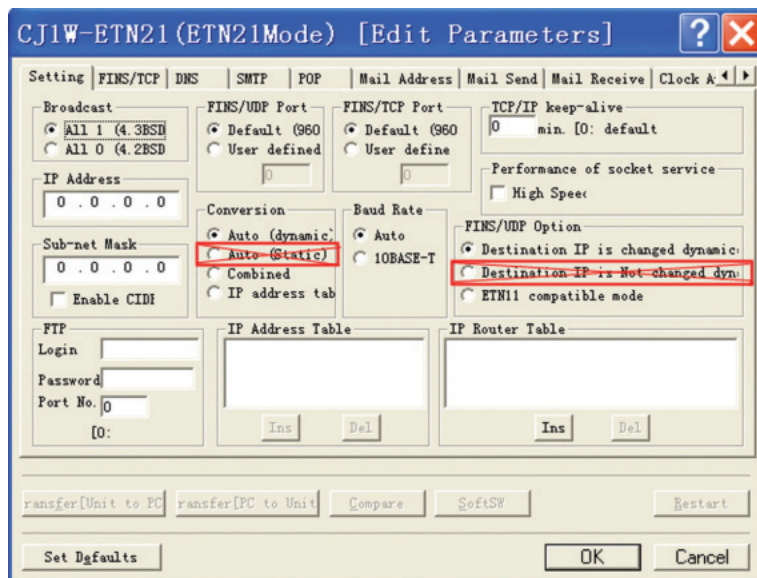 CJ1W-ETN21(ETN21Mode) [Edit Parameters]
Setting FINS/TCP DNS SMTP POP Mail Address Mail Send Mail Receive Clock A
Broadcast
All 1 (4.3BSD
All 0 (4.2BSD
FINS/UDP Port
Default (960
User defined
0
FINS/TCP Port
Default (960
User define
0
TCP/IP keep-alive
0 min. [0: default
Performance of socket service
High Speed
IP Address
0 .0 .0 .0
Sub-net Mask
0 .0 .0 .0
Enable CIDR
Conversion
Auto (dynamic)
Auto (Static)
Combined
IP address tab
Baud Rate
Auto
10BASE-T
FINS/UDP Option
Destination IP is changed dynamic
Destination IP is Not changed dyn
ETN11 compatible mode
FTP
Login
Password
Port No. 0
[0:
IP Address Table
Ins Del
IP Router Table
Ins Del
ransfer[Unit to PC ransfer[PC to Unit Compare SoftSW Restart
Set Defaults OK Cancel